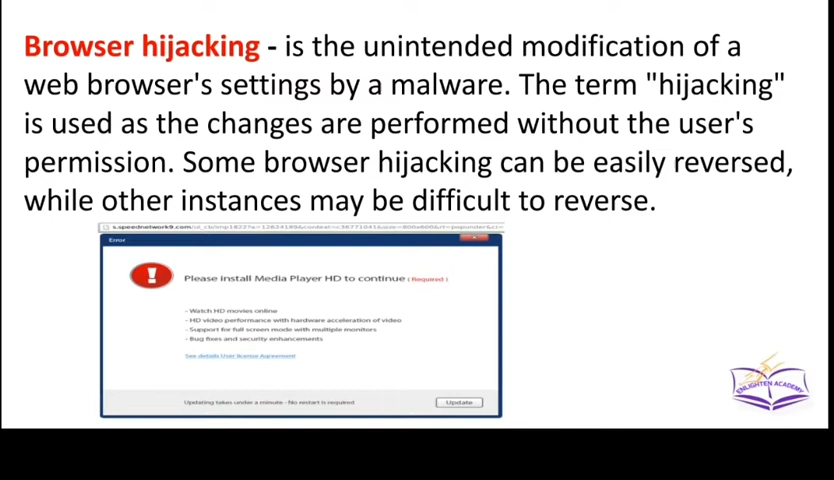 Browser hijacking - is the unintended modification of a
web browser's settings by a malware. The term "hijacking"
is used as the changes are performed without the user's
permission. Some browser hijacking can be easily reversed,
while other instances may be difficult to reverse.
Error
Please install Media Player HD to continue ( Required )
- Watch HD movies online
- HD video performance with hardware acceleration of video
- Support for full screen mode with multiple monitors
- Bug fixes and security enhancements
See details User license Agreement
Updating takes under a minute - No restart is required
Update
ENLIGHTEN ACADEMY